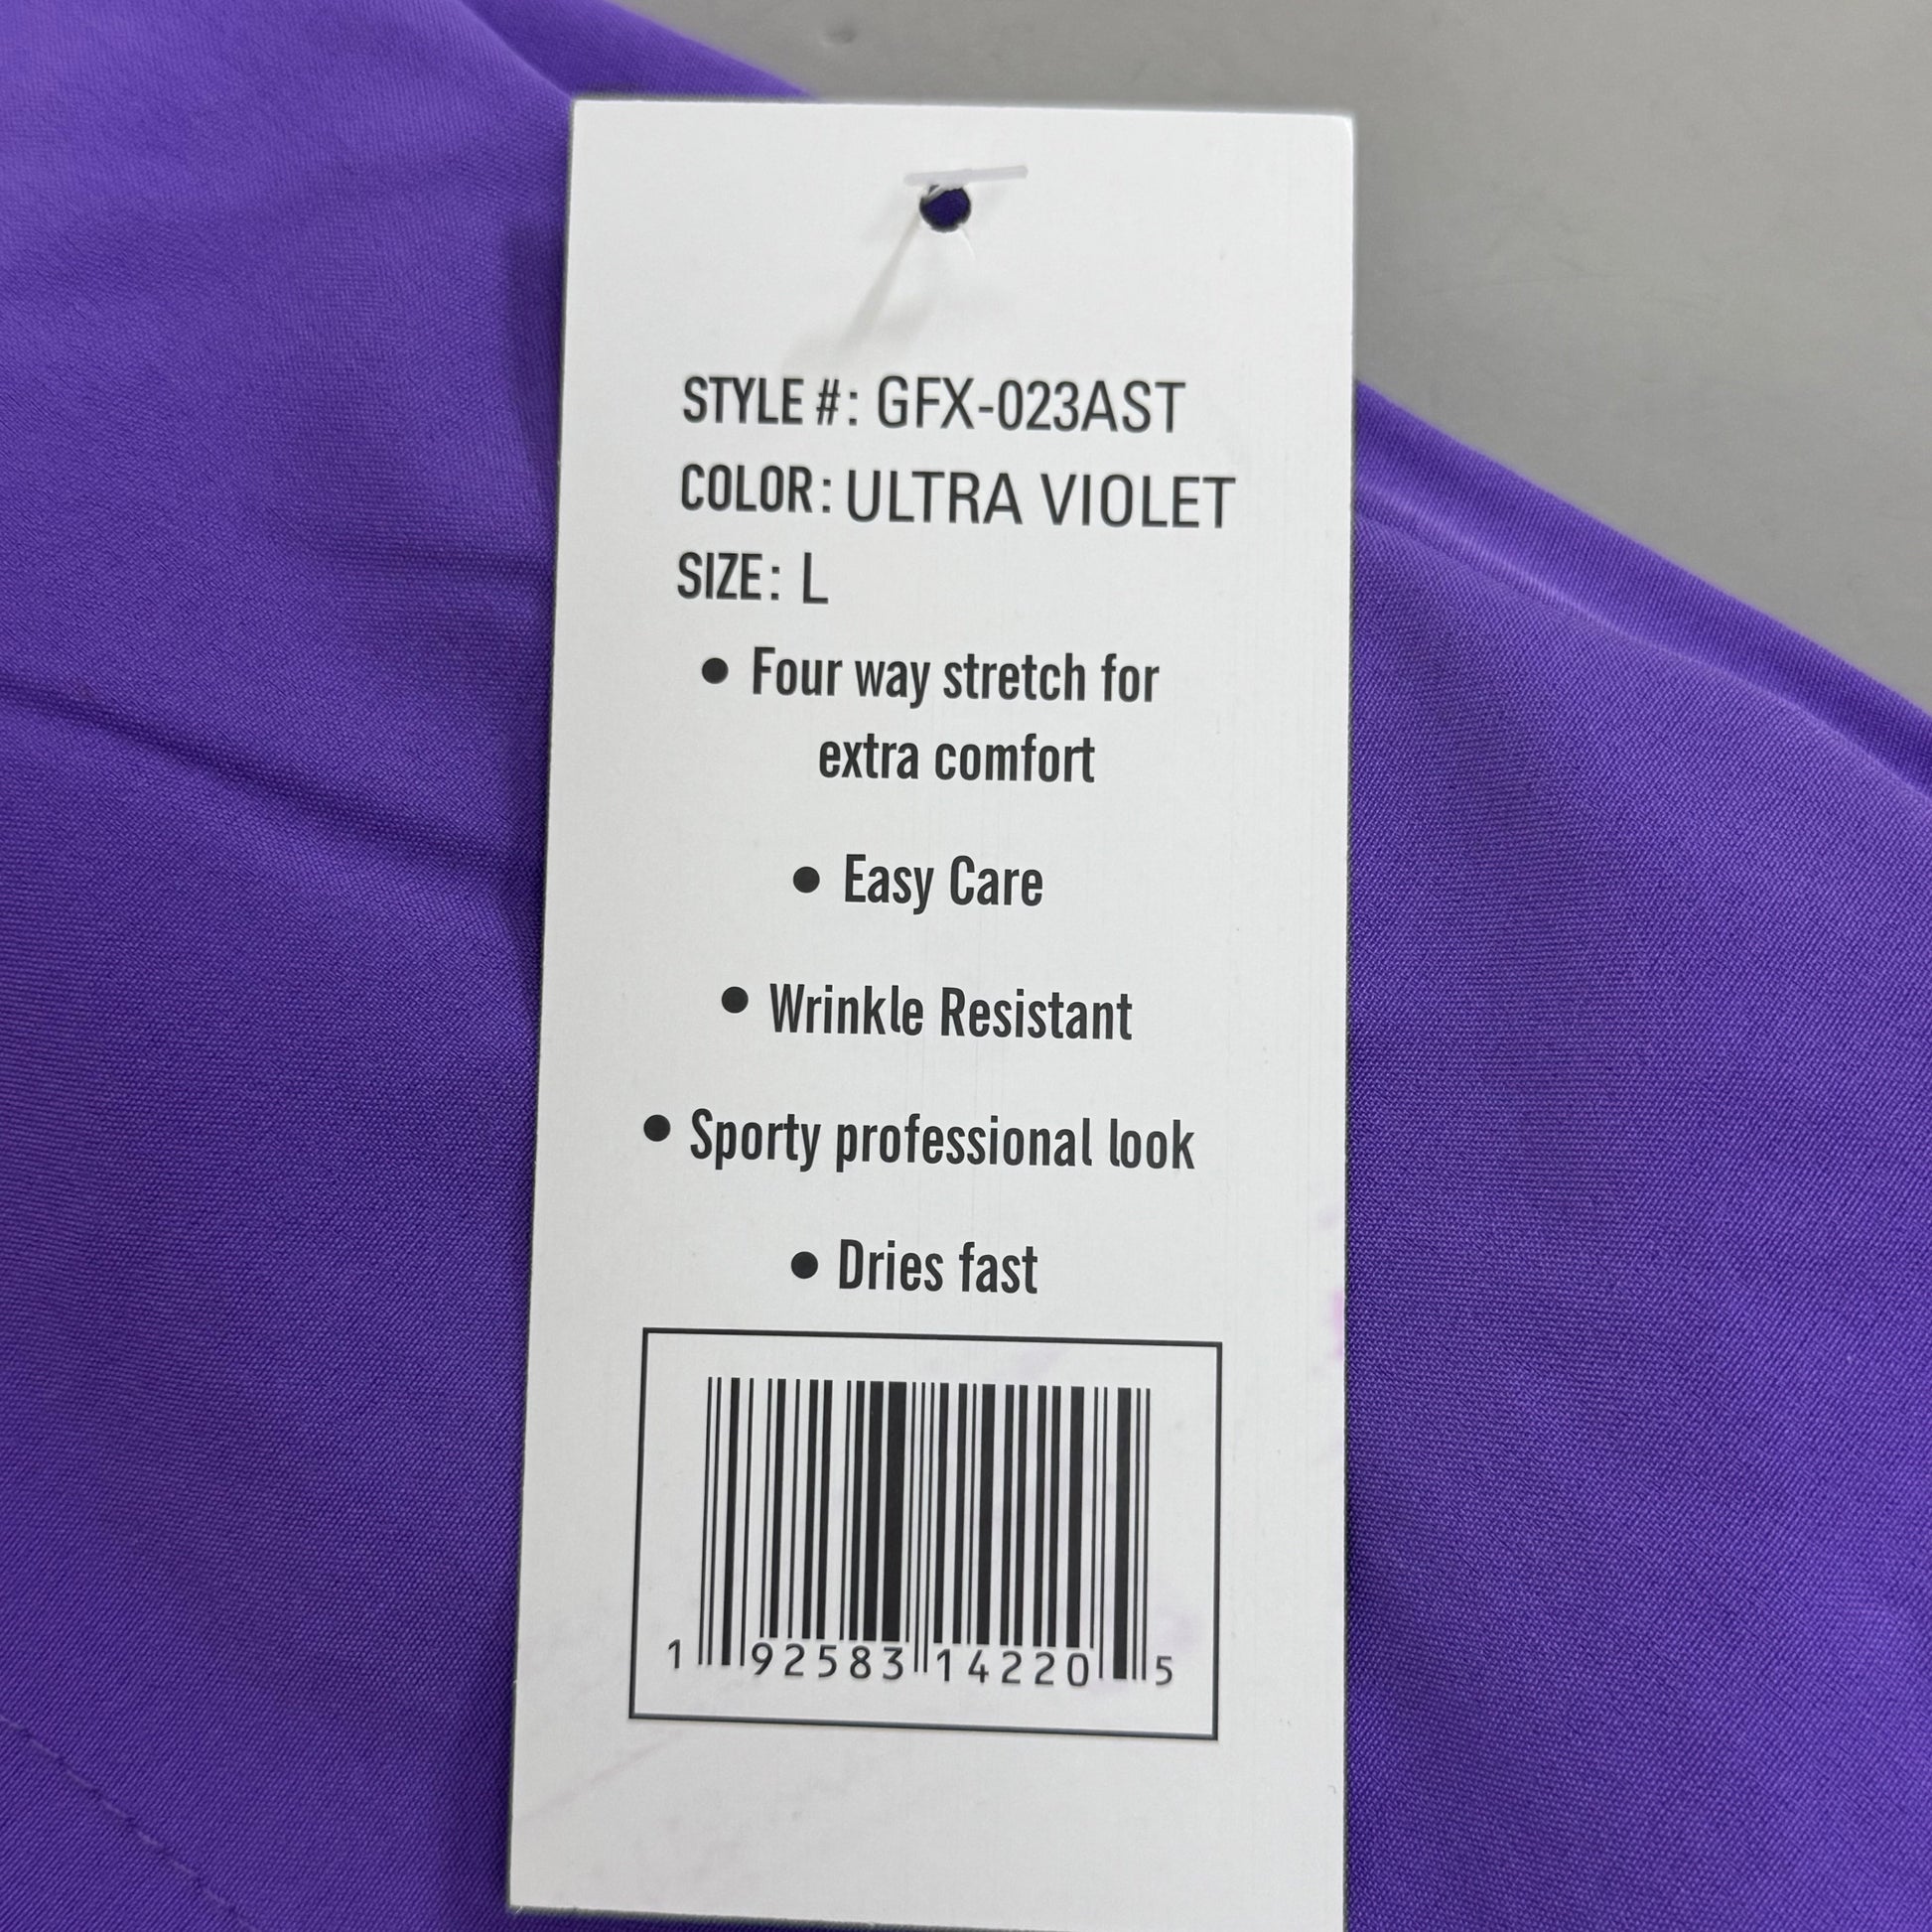 STYLE #: GFX-023AST
COLOR: ULTRA VIOLET
SIZE: L
• Four way stretch for
extra comfort
• Easy Care
• Wrinkle Resistant
• Sporty professional look
• Dries fast
1 92583 14220 5